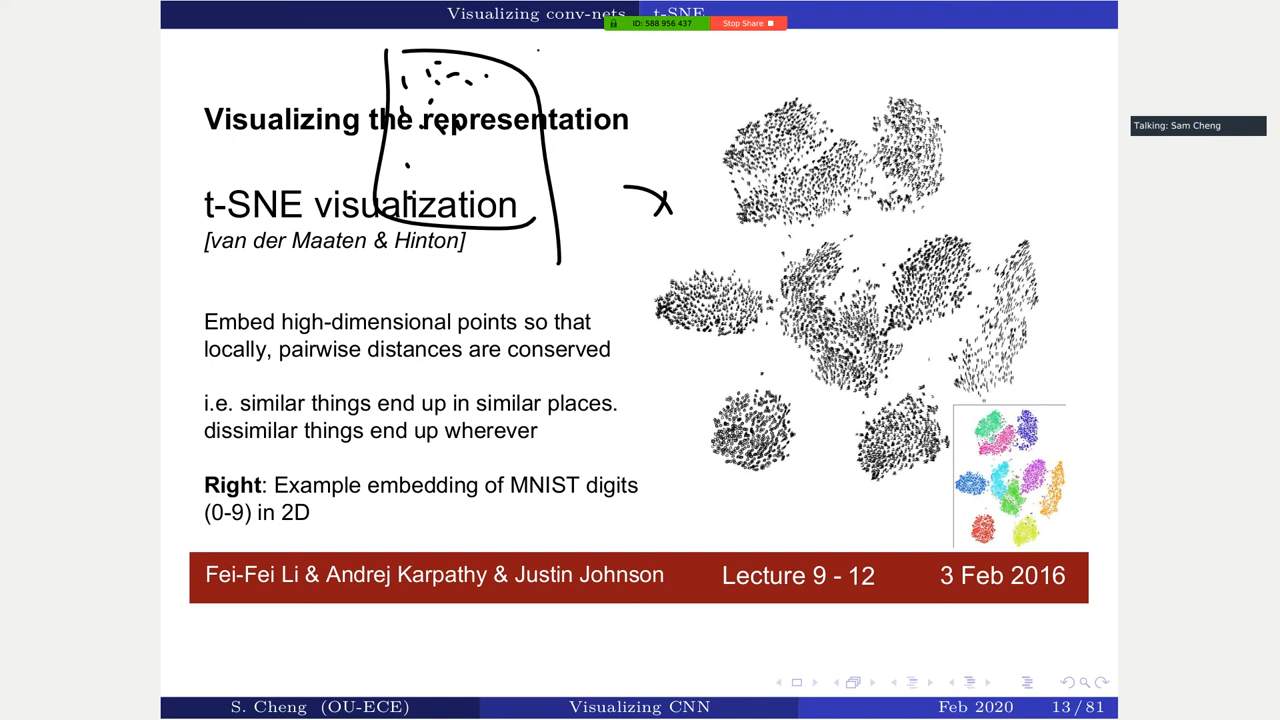 Visualizing conv-nets t-SNE
ID: 588 956 437 Stop Share
Talking: Sam Cheng
Visualizing the representation
t-SNE visualization
[van der Maaten & Hinton]
Embed high-dimensional points so that
locally, pairwise distances are conserved
i.e. similar things end up in similar places.
dissimilar things end up wherever
Right: Example embedding of MNIST digits
(0-9) in 2D
Fei-Fei Li & Andrej Karpathy & Justin Johnson Lecture 9 - 12 3 Feb 2016
S. Cheng (OU-ECE) Visualizing CNN Feb 2020 13 / 81